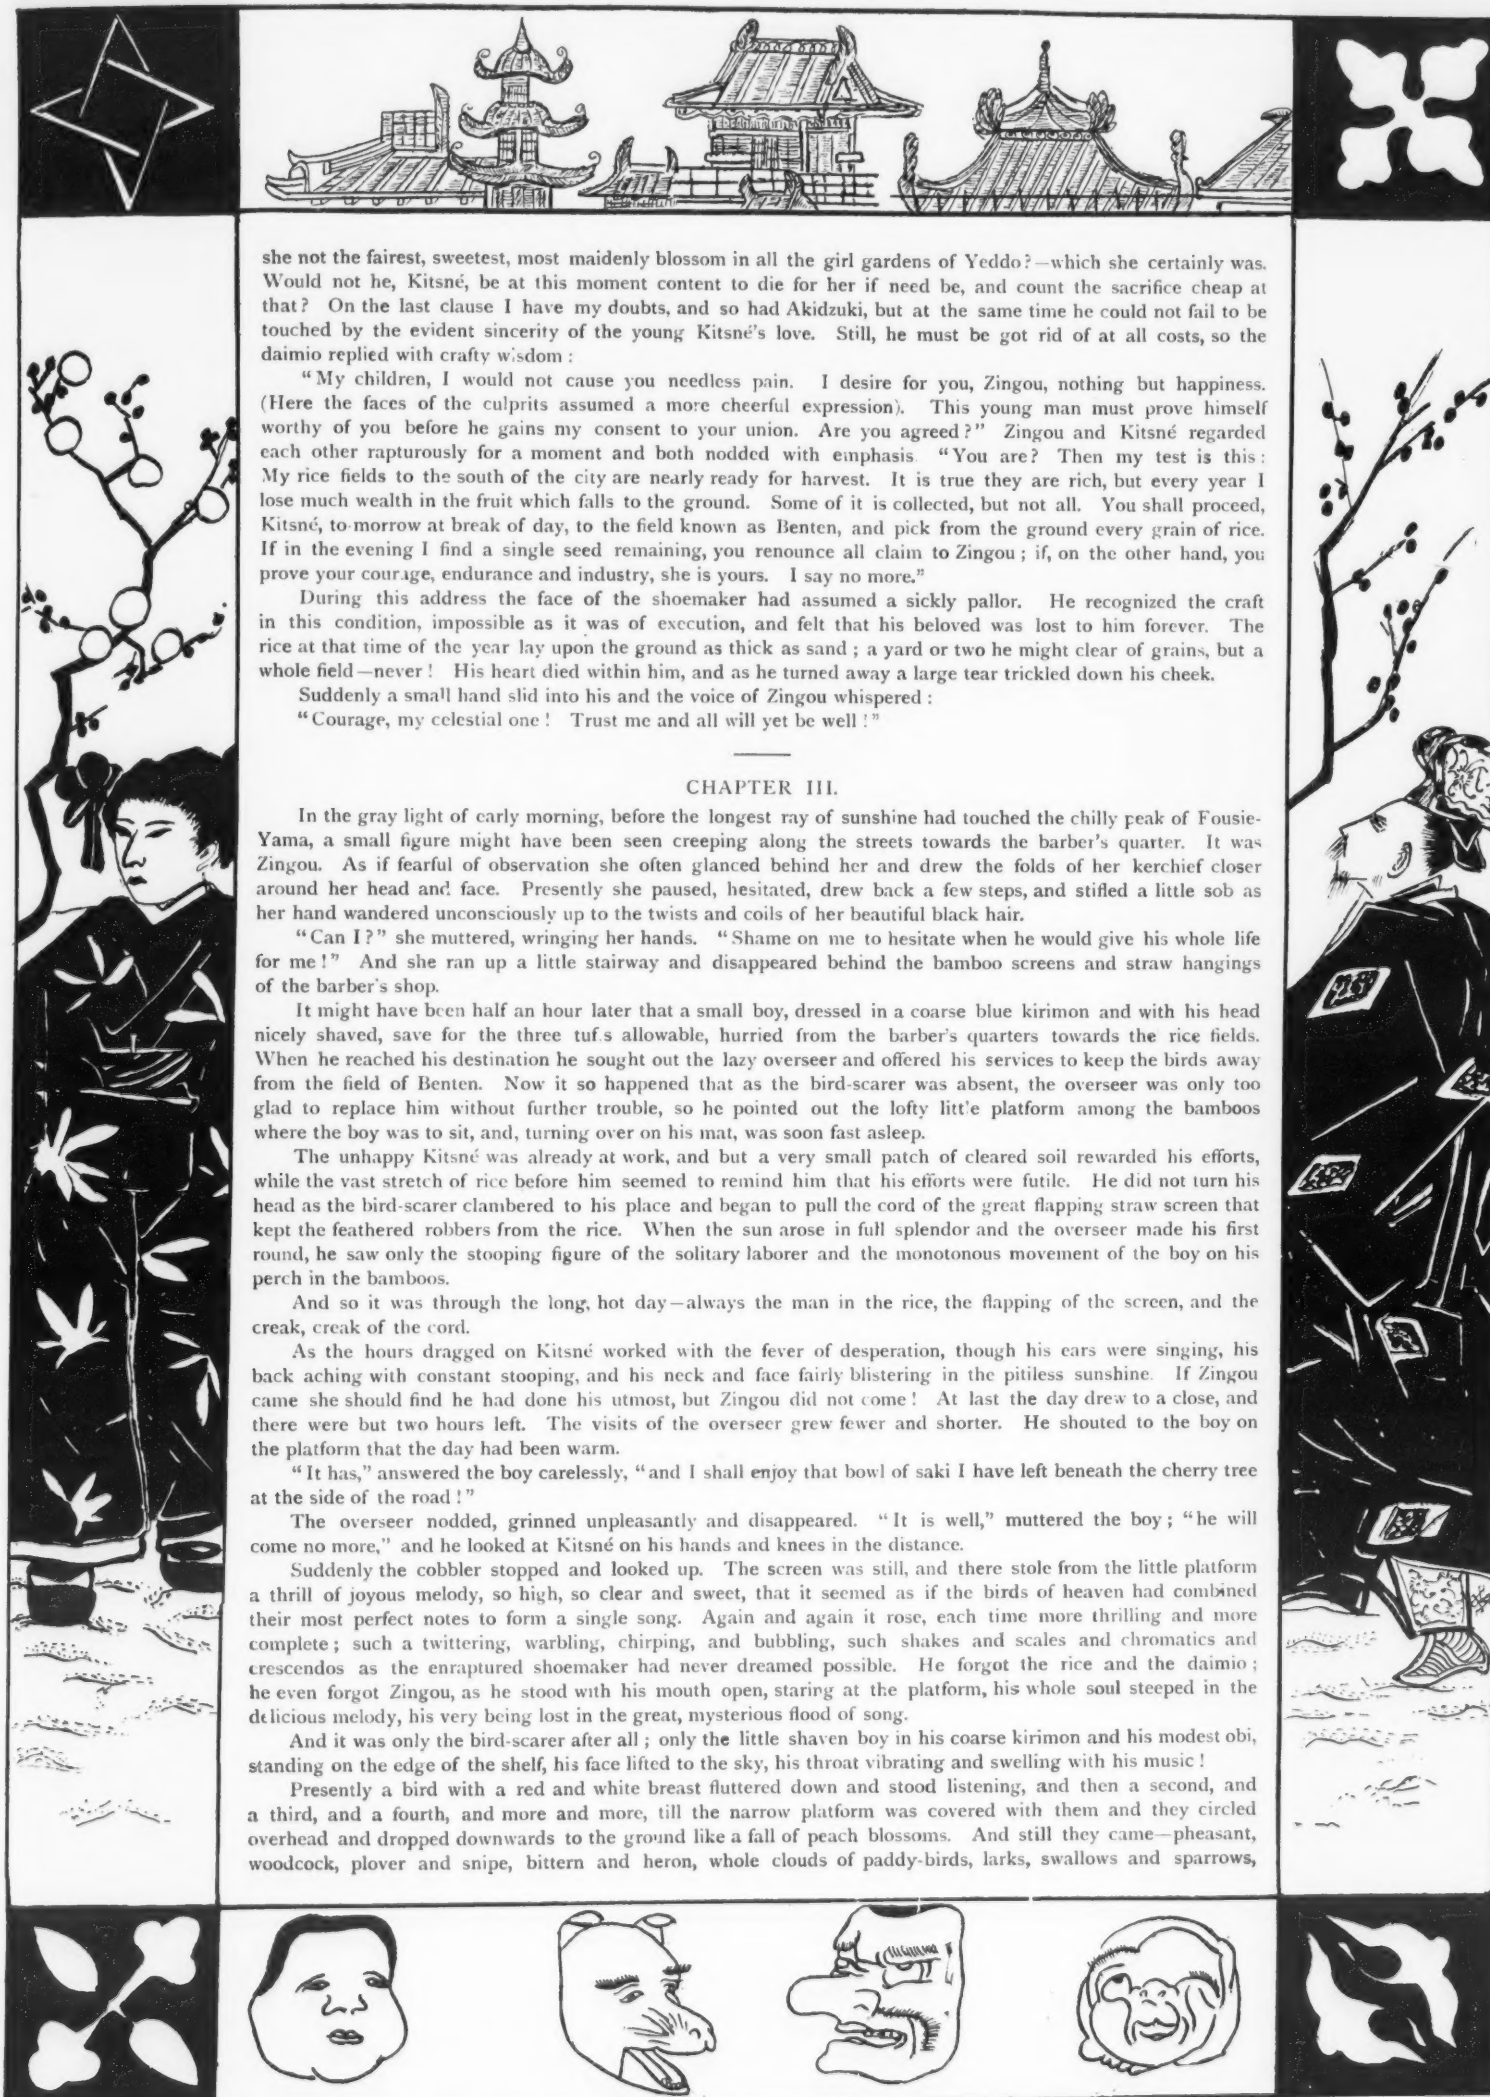 she not the fairest, sweetest, most maidenly blossom in all the girl gardens of Yeddo?—which she certainly was.
Would not he, Kitsné, be at this moment content to die for her if need be, and count the sacrifice cheap at
that? On the last clause I have my doubts, and so had Akidzuki, but at the same time he could not fail to be
touched by the evident sincerity of the young Kitsné's love. Still, he must be got rid of at all costs, so the
daimio replied with crafty wisdom:
"My children, I would not cause you needless pain. I desire for you, Zingou, nothing but happiness.
(Here the faces of the culprits assumed a more cheerful expression). This young man must prove himself
worthy of you before he gains my consent to your union. Are you agreed?" Zingou and Kitsné regarded
each other rapturously for a moment and both nodded with emphasis. "You are? Then my test is this:
My rice fields to the south of the city are nearly ready for harvest. It is true they are rich, but every year I
lose much wealth in the fruit which falls to the ground. Some of it is collected, but not all. You shall proceed,
Kitsné, to-morrow at break of day, to the field known as Benten, and pick from the ground every grain of rice.
If in the evening I find a single seed remaining, you renounce all claim to Zingou; if, on the other hand, you
prove your courage, endurance and industry, she is yours. I say no more."
During this address the face of the shoemaker had assumed a sickly pallor. He recognized the craft
in this condition, impossible as it was of execution, and felt that his beloved was lost to him forever. The
rice at that time of the year lay upon the ground as thick as sand; a yard or two he might clear of grains, but a
whole field—never! His heart died within him, and as he turned away a large tear trickled down his cheek.
Suddenly a small hand slid into his and the voice of Zingou whispered:
"Courage, my celestial one! Trust me and all will yet be well!"
CHAPTER III.
In the gray light of early morning, before the longest ray of sunshine had touched the chilly peak of Fousie-
Yama, a small figure might have been seen creeping along the streets towards the barber's quarter. It was
Zingou. As if fearful of observation she often glanced behind her and drew the folds of her kerchief closer
around her head and face. Presently she paused, hesitated, drew back a few steps, and stifled a little sob as
her hand wandered unconsciously up to the twists and coils of her beautiful black hair.
"Can I?" she muttered, wringing her hands. "Shame on me to hesitate when he would give his whole life
for me!" And she ran up a little stairway and disappeared behind the bamboo screens and straw hangings
of the barber's shop.
It might have been half an hour later that a small boy, dressed in a coarse blue kirimon and with his head
nicely shaved, save for the three tufts allowable, hurried from the barber's quarters towards the rice fields.
When he reached his destination he sought out the lazy overseer and offered his services to keep the birds away
from the field of Benten. Now it so happened that as the bird-scarer was absent, the overseer was only too
glad to replace him without further trouble, so he pointed out the lofty little platform among the bamboos
where the boy was to sit, and, turning over on his mat, was soon fast asleep.
The unhappy Kitsné was already at work, and but a very small patch of cleared soil rewarded his efforts,
while the vast stretch of rice before him seemed to remind him that his efforts were futile. He did not turn his
head as the bird-scarer clambered to his place and began to pull the cord of the great flapping straw screen that
kept the feathered robbers from the rice. When the sun arose in full splendor and the overseer made his first
round, he saw only the stooping figure of the solitary laborer and the monotonous movement of the boy on his
perch in the bamboos.
And so it was through the long, hot day—always the man in the rice, the flapping of the screen, and the
creak, creak of the cord.
As the hours dragged on Kitsné worked with the fever of desperation, though his ears were singing, his
back aching with constant stooping, and his neck and face fairly blistering in the pitiless sunshine. If Zingou
came she should find he had done his utmost, but Zingou did not come! At last the day drew to a close, and
there were but two hours left. The visits of the overseer grew fewer and shorter. He shouted to the boy on
the platform that the day had been warm.
"It has," answered the boy carelessly, "and I shall enjoy that bowl of saki I have left beneath the cherry tree
at the side of the road!"
The overseer nodded, grinned unpleasantly and disappeared. "It is well," muttered the boy; "he will
come no more," and he looked at Kitsné on his hands and knees in the distance.
Suddenly the cobbler stopped and looked up. The screen was still, and there stole from the little platform
a thrill of joyous melody, so high, so clear and sweet, that it seemed as if the birds of heaven had combined
their most perfect notes to form a single song. Again and again it rose, each time more thrilling and more
complete; such a twittering, warbling, chirping, and bubbling, such shakes and scales and chromatics and
crescendos as the enraptured shoemaker had never dreamed possible. He forgot the rice and the daimio;
he even forgot Zingou, as he stood with his mouth open, staring at the platform, his whole soul steeped in the
delicious melody, his very being lost in the great, mysterious flood of song.
And it was only the bird-scarer after all; only the little shaven boy in his coarse kirimon and his modest obi,
standing on the edge of the shelf, his face lifted to the sky, his throat vibrating and swelling with his music!
Presently a bird with a red and white breast fluttered down and stood listening, and then a second, and
a third, and a fourth, and more and more, till the narrow platform was covered with them and they circled
overhead and dropped downwards to the ground like a fall of peach blossoms. And still they came—pheasant,
woodcock, plover and snipe, bittern and heron, whole clouds of paddy-birds, larks, swallows and sparrows,